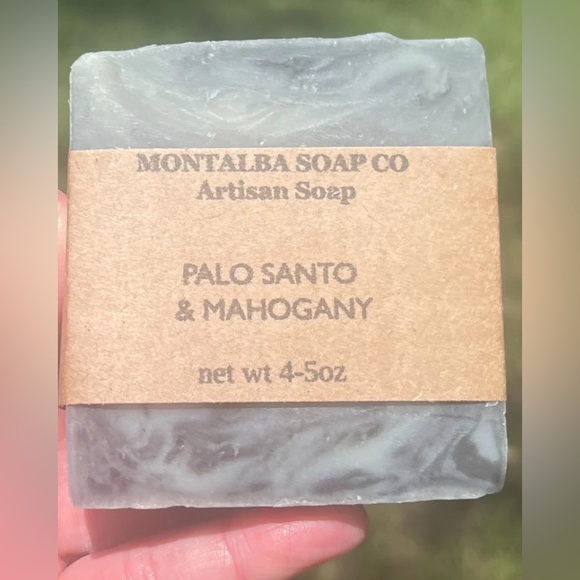 MONTALBA SOAP CO
Artisan Soap
PALO SANTO
& MAHOGANY
net wt 4-5oz